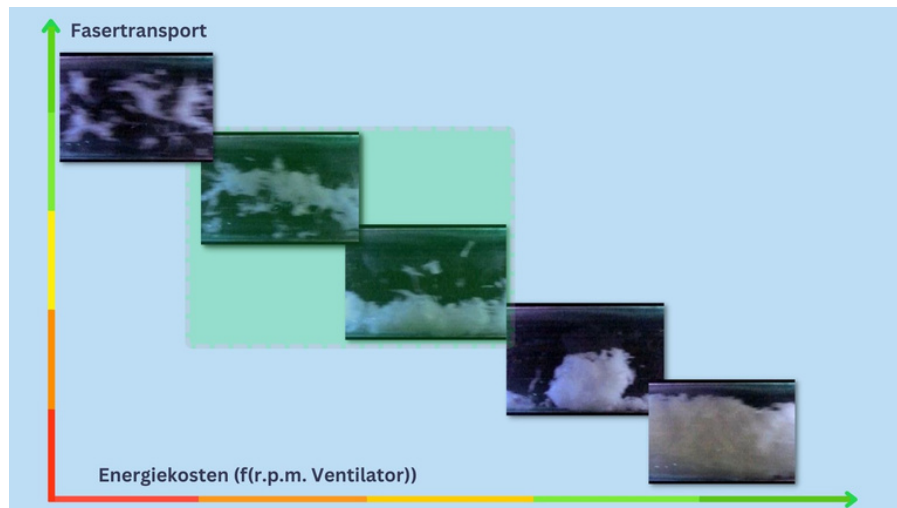 Fasertransport
Energiekosten (f(r.p.m. Ventilator))